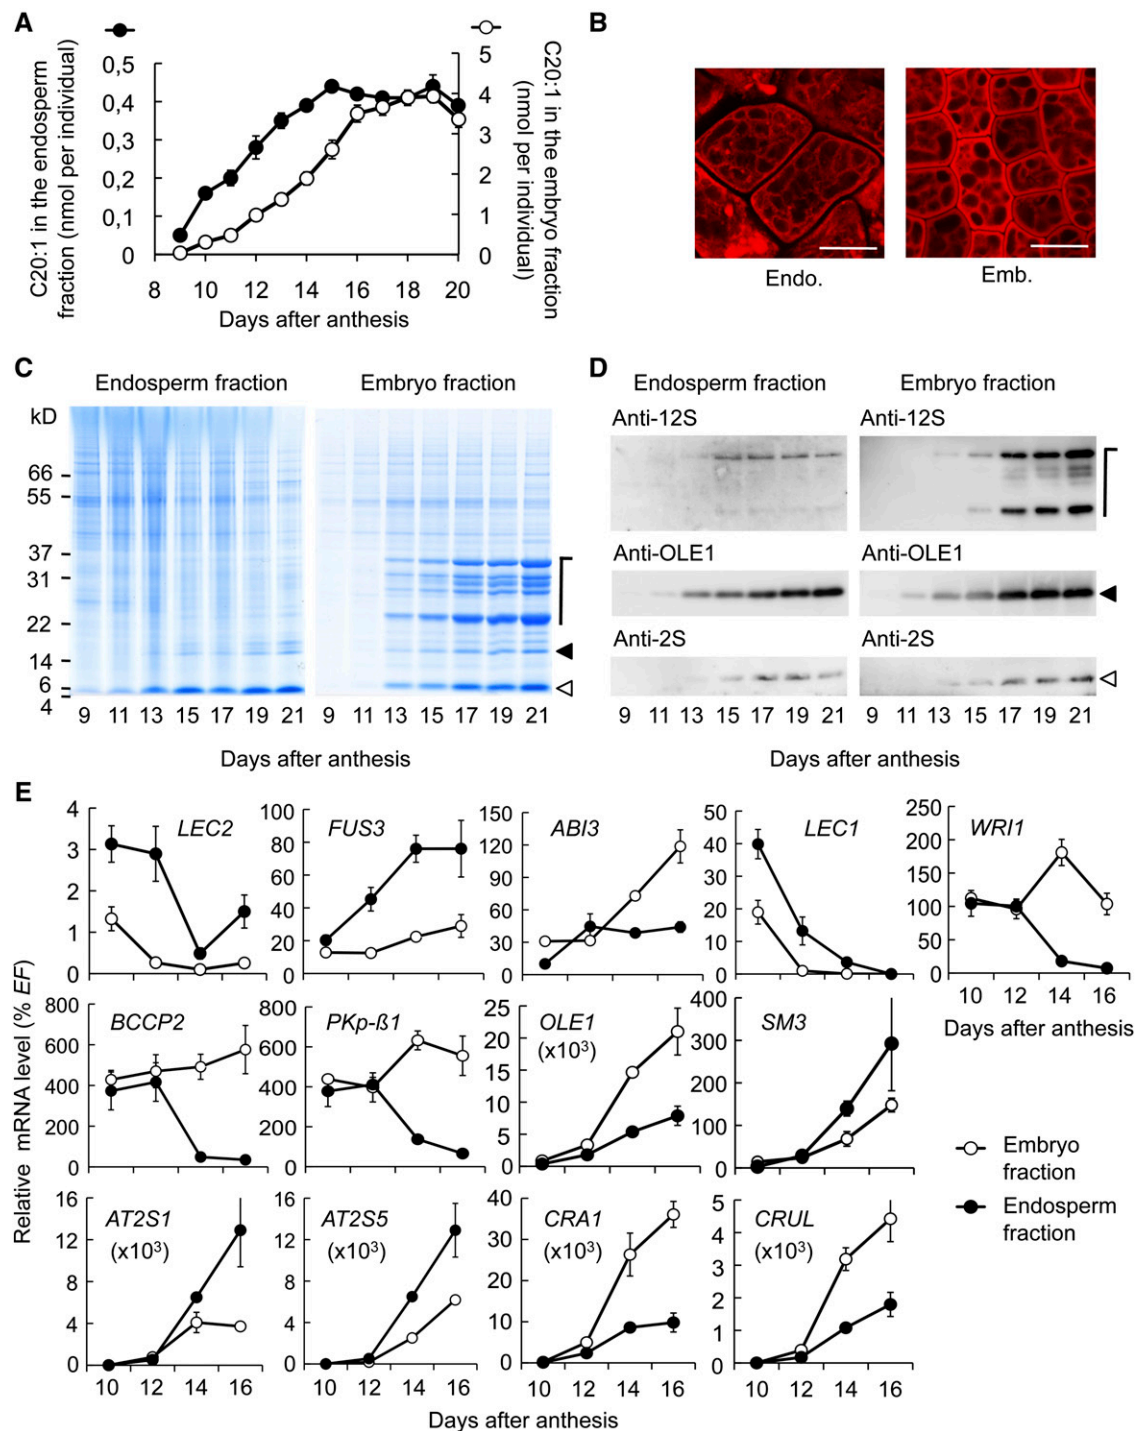 A
C20:1 in the endosperm
fraction (nmol per individual)
0,5
0,4
0,3
0,2
0,1
0
5
4
3
2
1
0
C20:1 in the embryo fraction
(nmol per individual)
8 10 12 14 16 18 20
Days after anthesis
B
Endo.
Emb.
C
Endosperm fraction
Embryo fraction
kD
66
55
37
31
22
14
6
4
9 11 13 15 17 19 21
9 11 13 15 17 19 21
Days after anthesis
D
Endosperm fraction
Embryo fraction
Anti-12S
Anti-12S
Anti-OLE1
Anti-OLE1
Anti-2S
Anti-2S
9 11 13 15 17 19 21
9 11 13 15 17 19 21
Days after anthesis
E
Relative mRNA level (% EF)
LEC2
4
3
2
1
0
FUS3
100
80
60
40
20
0
ABI3
150
120
90
60
30
0
LEC1
50
40
30
20
10
0
WRI1
250
200
150
100
50
0
10 12 14 16
Days after anthesis
BCCP2
800
600
400
200
0
PKp-ß1
800
600
400
200
0
OLE1
(x10³)
25
20
15
10
5
0
SM3
400
300
200
100
0
Embryo
fraction
Endosperm
fraction
AT2S1
(x10³)
16
12
8
4
0
10 12 14 16
AT2S5
(x10³)
16
12
8
4
0
10 12 14 16
CRA1
(x10³)
40
30
20
10
0
10 12 14 16
CRUL
(x10³)
5
4
3
2
1
0
10 12 14 16
Days after anthesis